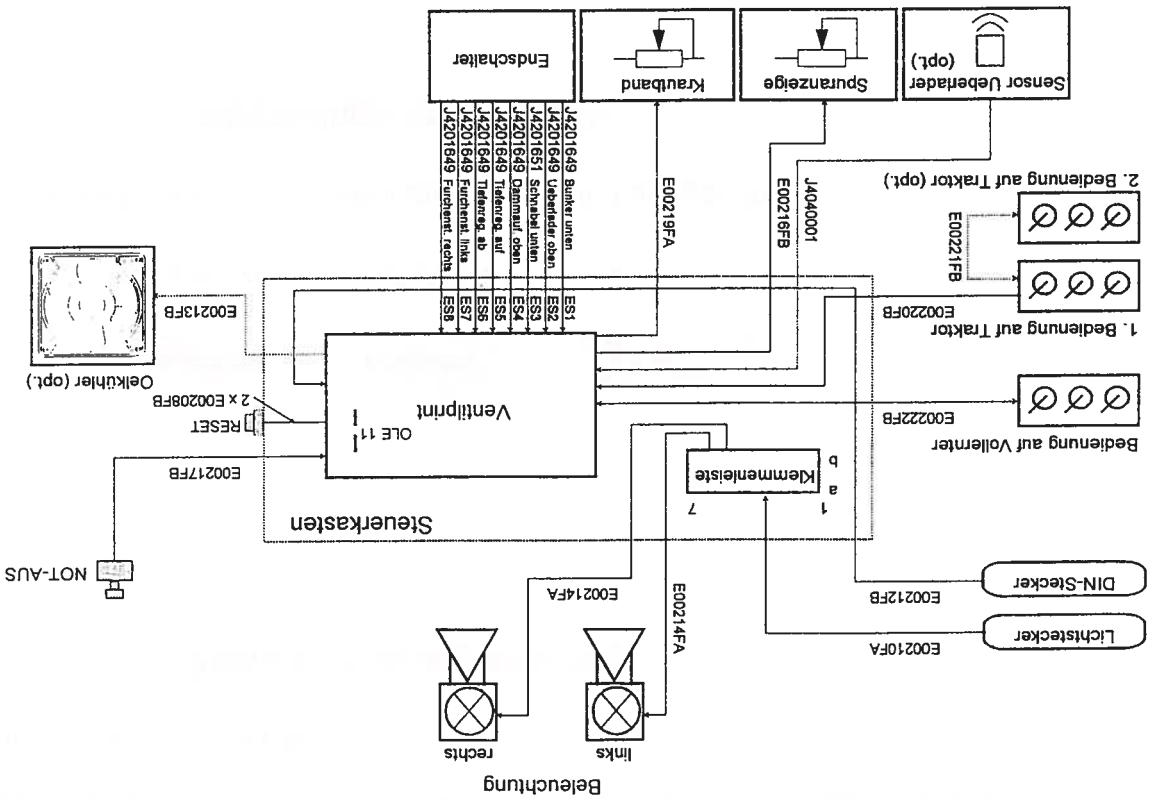 Beleuchtung
links
rechts
Lichtstecker
E00210FA
E00214FA
E00214FA
DIN-Stecker
E00212FB
NOT-AUS
Steuerkasten
1
7
a
b
Klemmenleiste
E00217FB
Bedienung auf Vollernter
E00222FB
Ventilprint
OLE 11
RESET
2 x E00208FB
Oelkühler (opt.)
E00213FB
1. Bedienung auf Traktor
E00220FB
E00221FB
2. Bedienung auf Traktor (opt.)
J4040001
E00216FB
E00219FA
J4201649 Bunker unten ES1
J4201649 Ueberlader oben ES2
J4201651 Schnabel unten ES3
J4201649 Dammauf. oben ES4
J4201649 Tiefenreg. auf ES5
J4201649 Tiefenreg. ab ES6
J4201649 Furchenst. links ES7
J4201649 Furchenst. rechts ES8
Sensor Ueberlader
(opt.)
Spuranzeige
Krautband
Endschalter